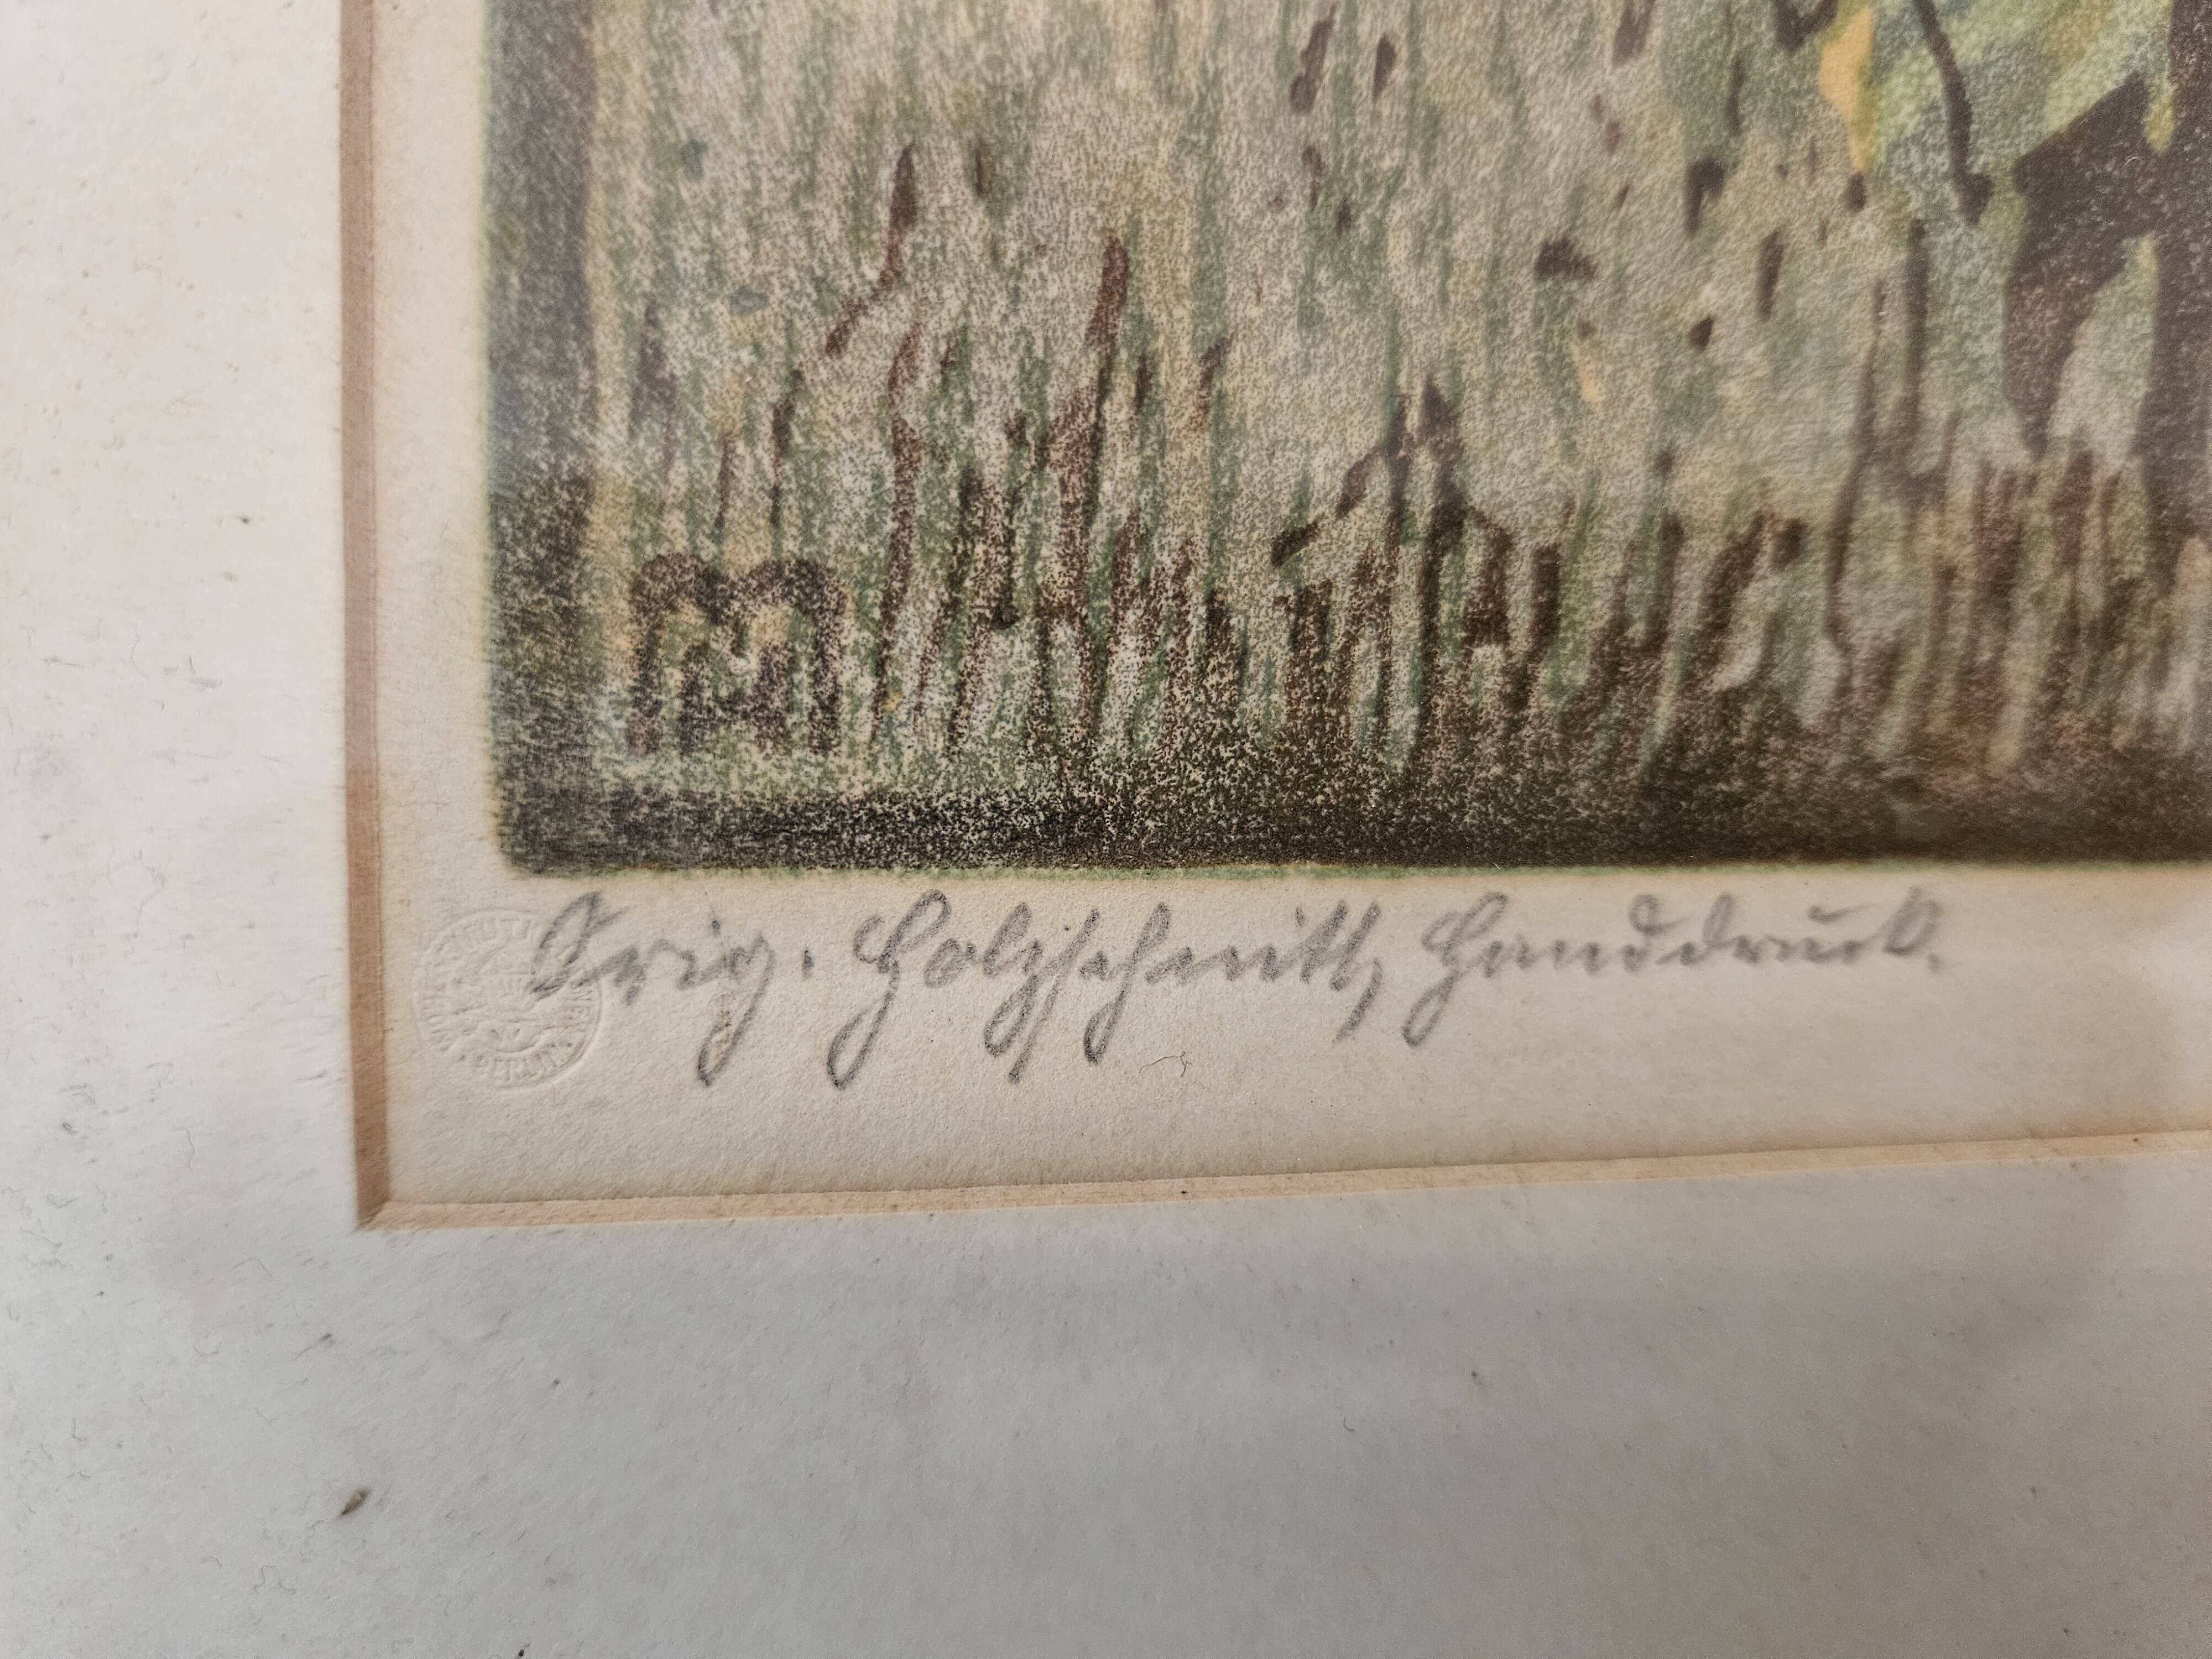 Orig. Holzschnitt, Handdruck.